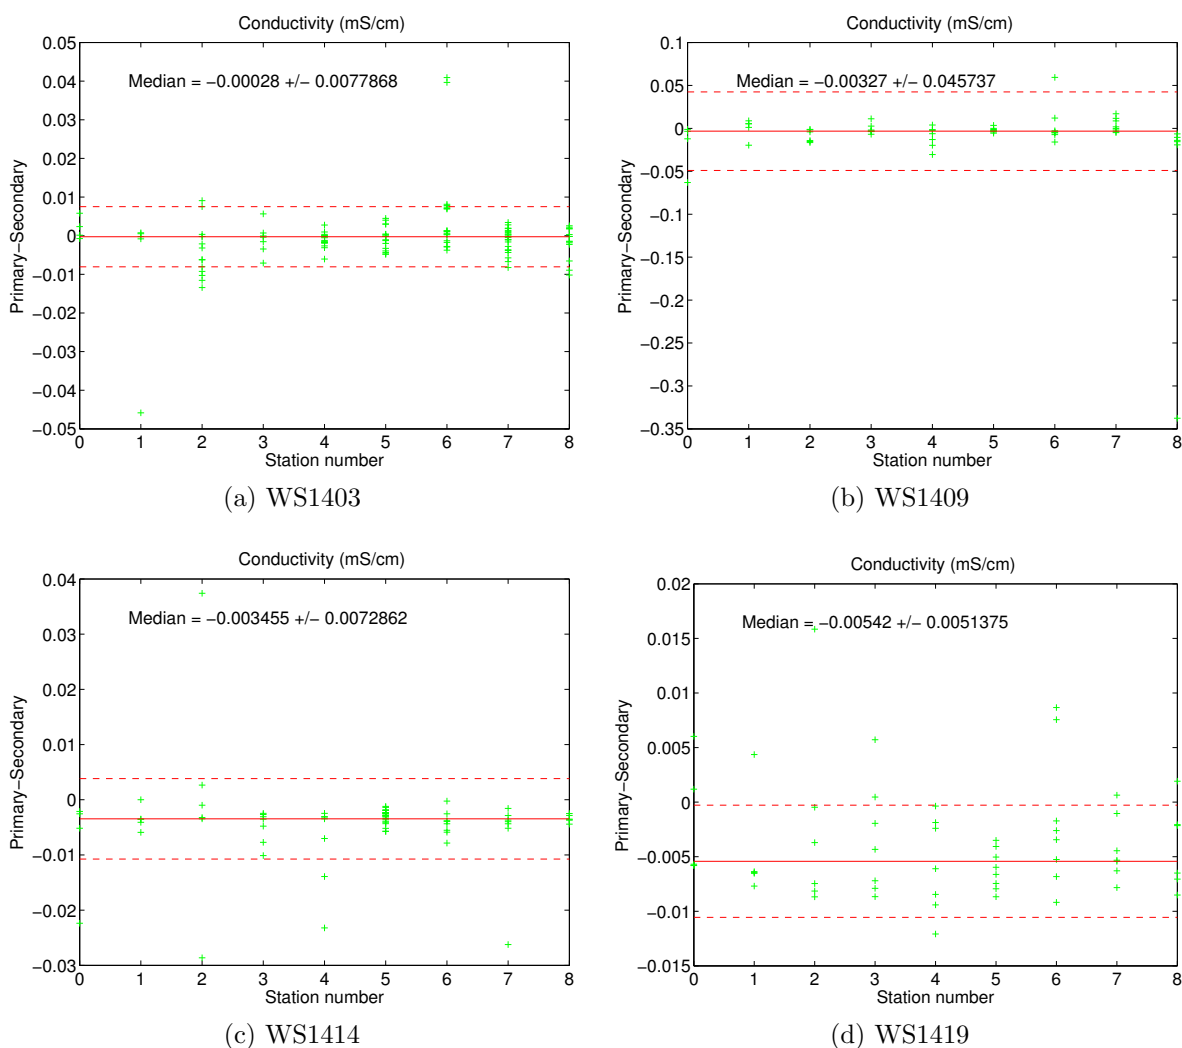 Conductivity (mS/cm)
Median = −0.00028 +/− 0.0077868
Primary−Secondary
0.05
0.04
0.03
0.02
0.01
0
−0.01
−0.02
−0.03
−0.04
−0.05
0 1 2 3 4 5 6 7 8
Station number
(a) WS1403
Conductivity (mS/cm)
Median = −0.00327 +/− 0.045737
Primary−Secondary
0.1
0.05
0
−0.05
−0.1
−0.15
−0.2
−0.25
−0.3
−0.35
0 1 2 3 4 5 6 7 8
Station number
(b) WS1409
Conductivity (mS/cm)
Median = −0.003455 +/− 0.0072862
Primary−Secondary
0.04
0.03
0.02
0.01
0
−0.01
−0.02
−0.03
0 1 2 3 4 5 6 7 8
Station number
(c) WS1414
Conductivity (mS/cm)
Median = −0.00542 +/− 0.0051375
Primary−Secondary
0.02
0.015
0.01
0.005
0
−0.005
−0.01
−0.015
0 1 2 3 4 5 6 7 8
Station number
(d) WS1419